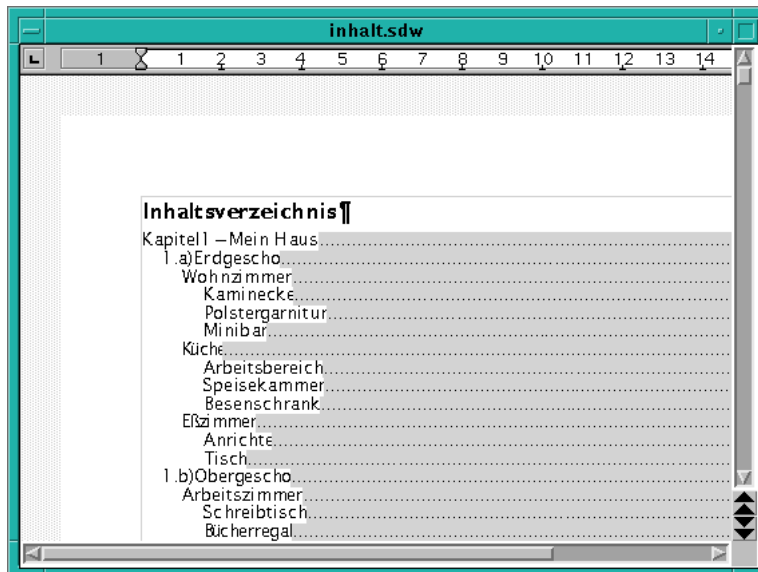 inhalt.sdw
1 1 2 3 4 5 6 7 8 9 10 11 12 13 14
Inhaltsverzeichnis¶
Kapitel1 – Mein Haus
1.a)Erdgescho
Wohnzimmer
Kaminecke
Polstergarnitur
Minibar
Küche
Arbeitsbereich
Speisekammer
Besenschrank
Eßzimmer
Anrichte
Tisch
1.b)Obergescho
Arbeitszimmer
Schreibtisch
Bücherregal